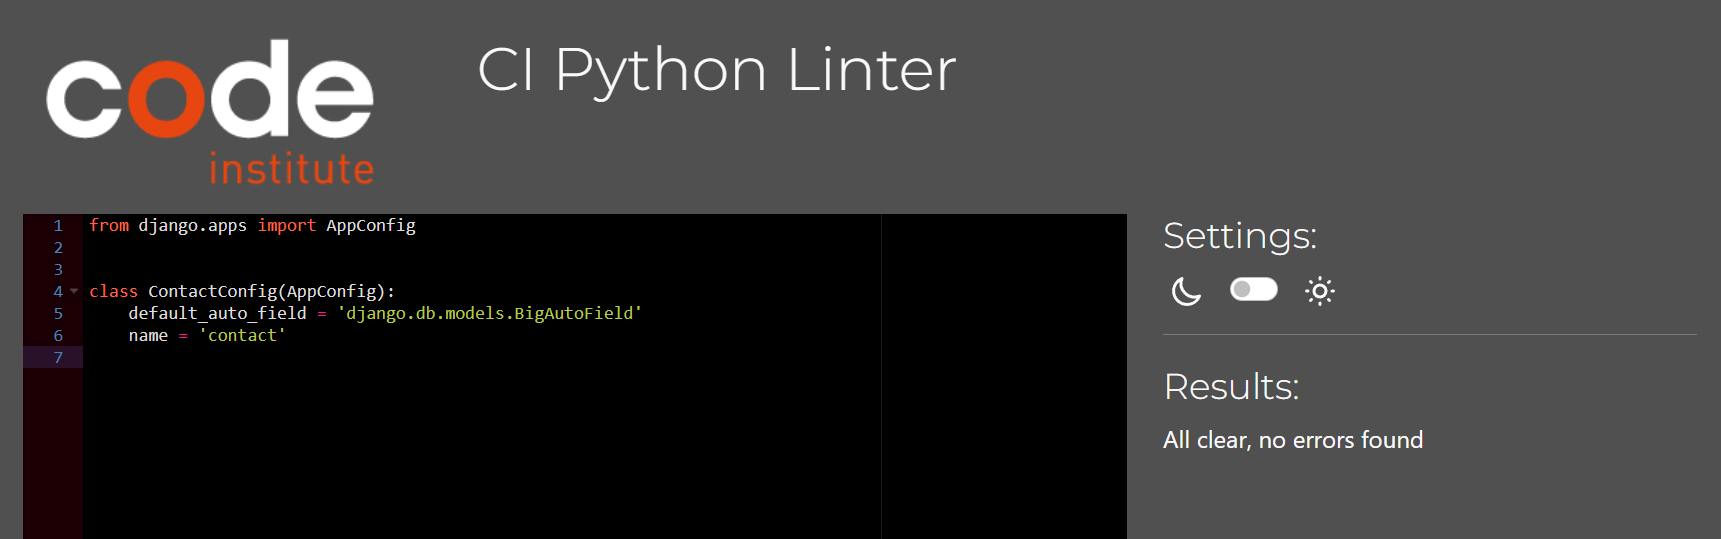 code
institute
CI Python Linter
1 from django.apps import AppConfig
2
3
4 class ContactConfig(AppConfig):
5     default_auto_field = 'django.db.models.BigAutoField'
6     name = 'contact'
7
Settings:
Results:
All clear, no errors found